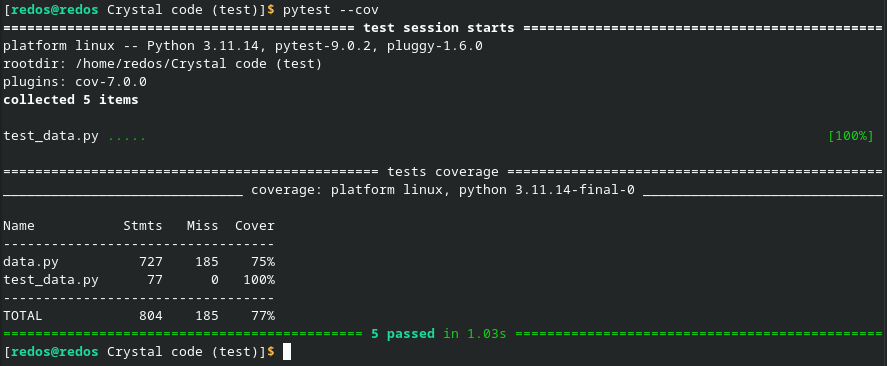 [redos@redos Crystal code (test)]$ pytest --cov
============================================ test session starts =============================================
platform linux -- Python 3.11.14, pytest-9.0.2, pluggy-1.6.0
rootdir: /home/redos/Crystal code (test)
plugins: cov-7.0.0
collected 5 items
test_data.py ..... [100%]
=============================================== tests coverage ===============================================
______________________________ coverage: platform linux, python 3.11.14-final-0 ______________________________
Name           Stmts   Miss  Cover
----------------------------------
data.py          727    185    75%
test_data.py      77      0   100%
----------------------------------
TOTAL            804    185    77%
============================================= 5 passed in 1.03s ==============================================
[redos@redos Crystal code (test)]$